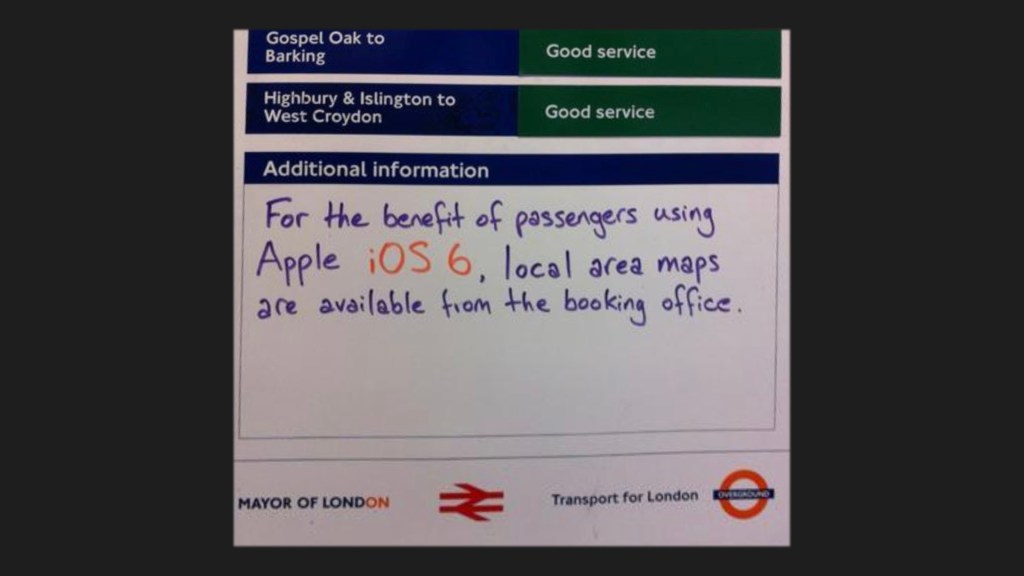 Gospel Oak to
Barking
Good service
Highbury & Islington to
West Croydon
Good service
Additional information
For the benefit of passengers using
Apple iOS 6, local area maps
are available from the booking office.
MAYOR OF LONDON
Transport for London
OVERGROUND